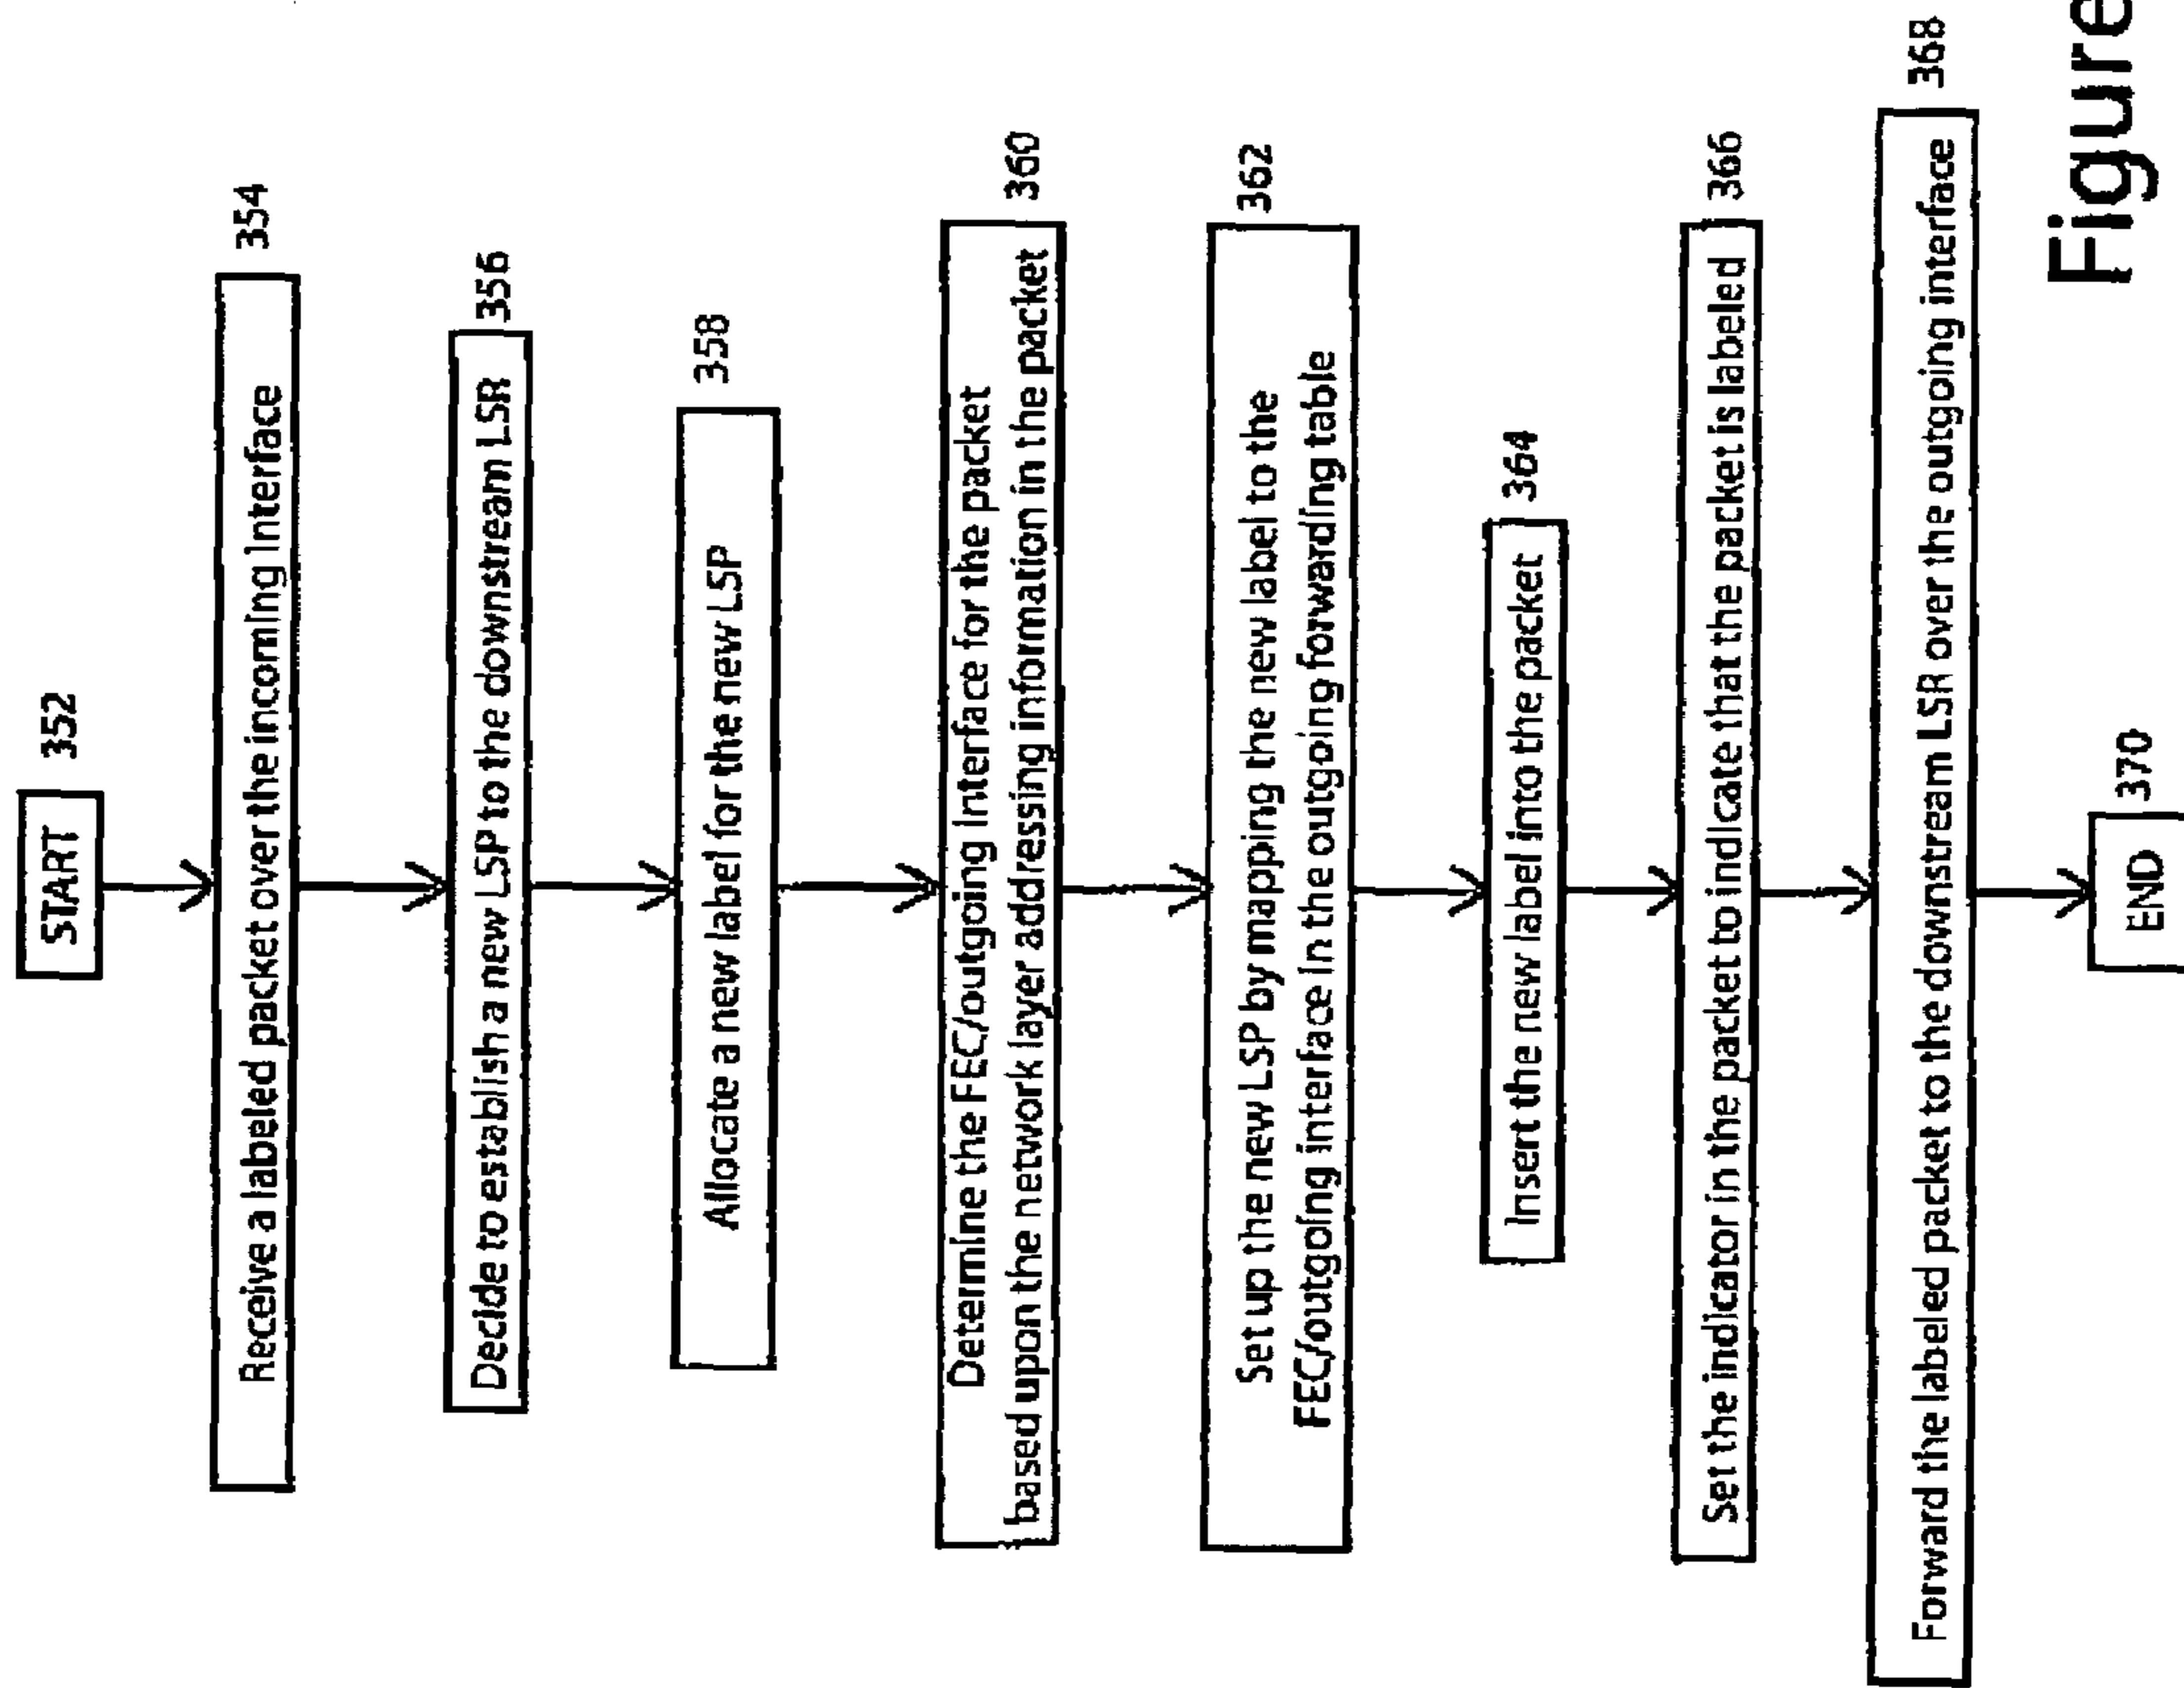 START 352
Receive a labeled packet over the incoming interface 354
Decide to establish a new LSP to the downstream LSR 356
Allocate a new label for the new LSP 358
Determine the FEC/outgoing interface for the packet
based upon the network layer addressing information in the packet 360
Set up the new LSP by mapping the new label to the 362
FEC/outgoing interface in the outgoing forwarding table
Insert the new label into the packet 364
Set the indicator in the packet to indicate that the packet is labeled 366
Forward the labeled packet to the downstream LSR over the outgoing interface 368
END 370
Figure